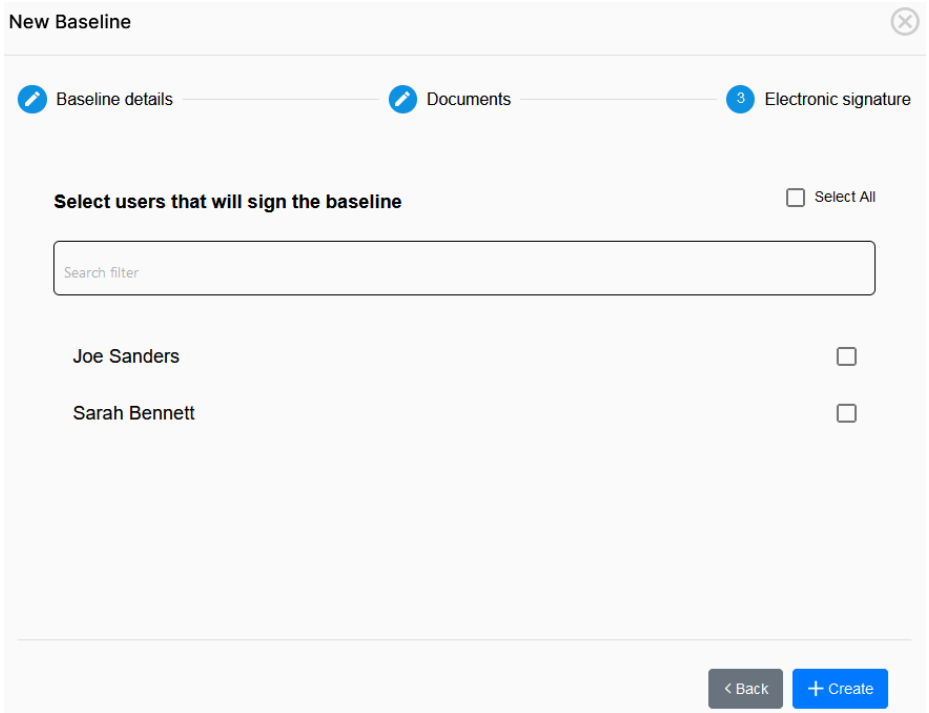 New Baseline
Baseline details
Documents
3 Electronic signature
Select users that will sign the baseline
Select All
Search filter
Joe Sanders
Sarah Bennett
< Back
+ Create